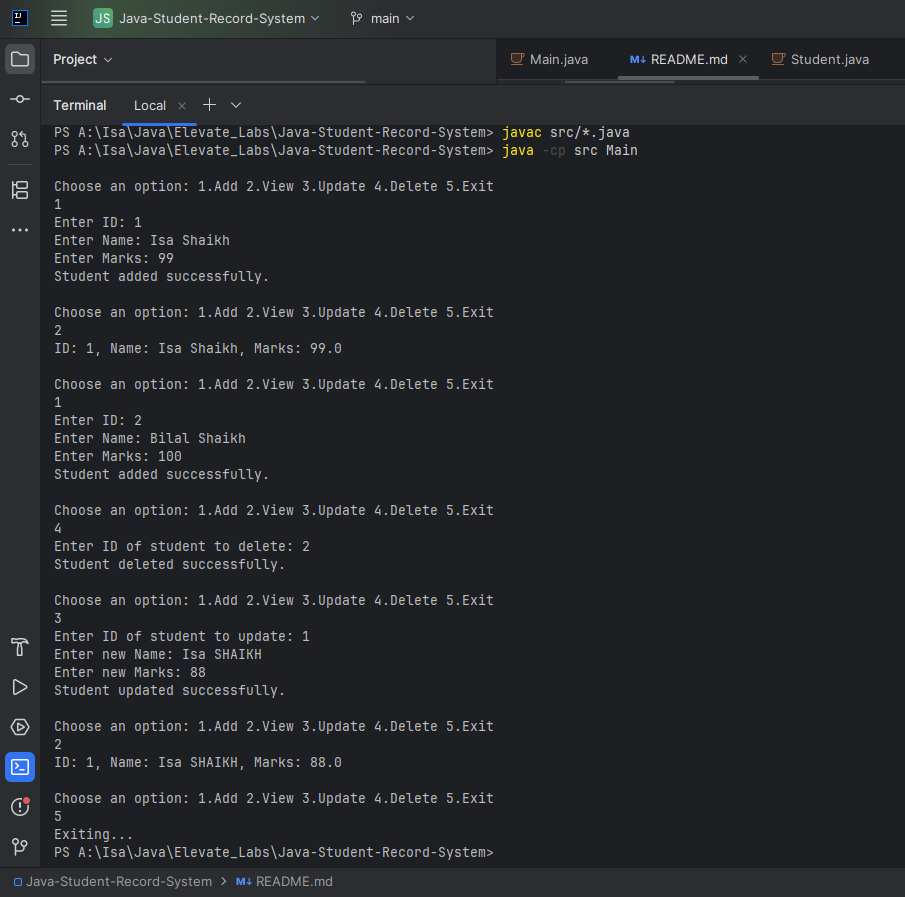 JS Java-Student-Record-System main
Project
Main.java README.md Student.java
Terminal Local
PS A:\Isa\Java\Elevate_Labs\Java-Student-Record-System> javac src/*.java
PS A:\Isa\Java\Elevate_Labs\Java-Student-Record-System> java -cp src Main
Choose an option: 1.Add 2.View 3.Update 4.Delete 5.Exit
1
Enter ID: 1
Enter Name: Isa Shaikh
Enter Marks: 99
Student added successfully.
Choose an option: 1.Add 2.View 3.Update 4.Delete 5.Exit
2
ID: 1, Name: Isa Shaikh, Marks: 99.0
Choose an option: 1.Add 2.View 3.Update 4.Delete 5.Exit
1
Enter ID: 2
Enter Name: Bilal Shaikh
Enter Marks: 100
Student added successfully.
Choose an option: 1.Add 2.View 3.Update 4.Delete 5.Exit
4
Enter ID of student to delete: 2
Student deleted successfully.
Choose an option: 1.Add 2.View 3.Update 4.Delete 5.Exit
3
Enter ID of student to update: 1
Enter new Name: Isa SHAIKH
Enter new Marks: 88
Student updated successfully.
Choose an option: 1.Add 2.View 3.Update 4.Delete 5.Exit
2
ID: 1, Name: Isa SHAIKH, Marks: 88.0
Choose an option: 1.Add 2.View 3.Update 4.Delete 5.Exit
5
Exiting...
PS A:\Isa\Java\Elevate_Labs\Java-Student-Record-System>
Java-Student-Record-System > M↓ README.md